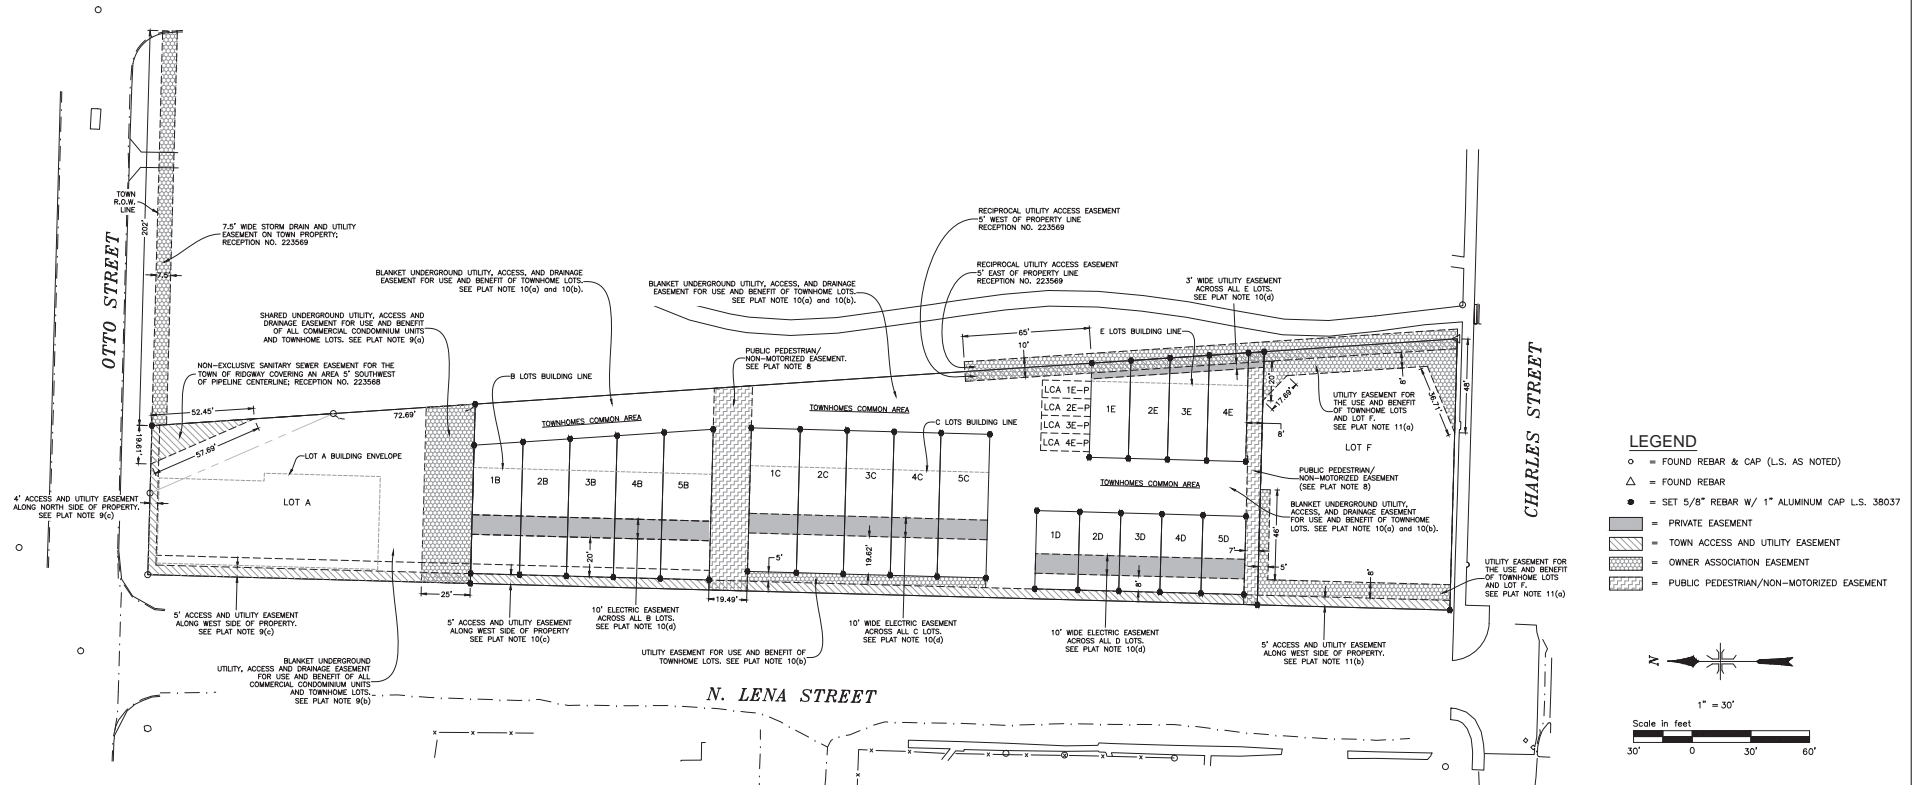 TOWN
R.O.W.
LINE
202'
OTTO STREET
7.5'
7.5' WIDE STORM DRAIN AND UTILITY
EASEMENT ON TOWN PROPERTY;
RECEPTION NO. 223569
BLANKET UNDERGROUND UTILITY, ACCESS, AND DRAINAGE
EASEMENT FOR USE AND BENEFIT OF TOWNHOME LOTS.
SEE PLAT NOTE 10(a) and 10(b).
SHARED UNDERGROUND UTILITY, ACCESS AND
DRAINAGE EASEMENT FOR USE AND BENEFIT
OF ALL COMMERCIAL CONDOMINIUM UNITS
AND TOWNHOME LOTS. SEE PLAT NOTE 9(a)
NON-EXCLUSIVE SANITARY SEWER EASEMENT FOR THE
TOWN OF RIDGWAY COVERING AN AREA 5' SOUTHWEST
OF PIPELINE CENTERLINE; RECEPTION NO. 223568
52.45'
72.69'
19.61'
57.69'
LOT A BUILDING ENVELOPE
LOT A
4' ACCESS AND UTILITY EASEMENT
ALONG NORTH SIDE OF PROPERTY.
SEE PLAT NOTE 9(c)
5' ACCESS AND UTILITY EASEMENT
ALONG WEST SIDE OF PROPERTY.
SEE PLAT NOTE 9(c)
BLANKET UNDERGROUND
UTILITY, ACCESS AND DRAINAGE EASEMENT
FOR USE AND BENEFIT OF ALL
COMMERCIAL CONDOMINIUM UNITS
AND TOWNHOME LOTS.
SEE PLAT NOTE 9(b)
25'
B LOTS BUILDING LINE
TOWNHOMES COMMON AREA
1B
2B
3B
4B
5B
20'
5' ACCESS AND UTILITY EASEMENT
ALONG WEST SIDE OF PROPERTY
SEE PLAT NOTE 10(c)
10' ELECTRIC EASEMENT
ACROSS ALL B LOTS.
SEE PLAT NOTE 10(d)
19.49'
BLANKET UNDERGROUND UTILITY, ACCESS, AND DRAINAGE
EASEMENT FOR USE AND BENEFIT OF TOWNHOME LOTS.
SEE PLAT NOTE 10(a) and 10(b).
PUBLIC PEDESTRIAN/
NON-MOTORIZED EASEMENT.
SEE PLAT NOTE 8
TOWNHOMES COMMON AREA
C LOTS BUILDING LINE
1C
2C
3C
4C
5C
5'
19.62'
UTILITY EASEMENT FOR USE AND BENEFIT OF
TOWNHOME LOTS. SEE PLAT NOTE 10(b)
10' WIDE ELECTRIC EASEMENT
ACROSS ALL C LOTS.
SEE PLAT NOTE 10(d)
RECIPROCAL UTILITY ACCESS EASEMENT
5' WEST OF PROPERTY LINE
RECEPTION NO. 223569
RECIPROCAL UTILITY ACCESS EASEMENT
5' EAST OF PROPERTY LINE
RECEPTION NO. 223569
65'
10'
E LOTS BUILDING LINE
3' WIDE UTILITY EASEMENT
ACROSS ALL E LOTS.
SEE PLAT NOTE 10(d)
LCA 1E-P
LCA 2E-P
LCA 3E-P
LCA 4E-P
1E
2E
3E
4E
20'
17.69'
8'
36.71'
48'
UTILITY EASEMENT FOR
THE USE AND BENEFIT
OF TOWNHOME LOTS
AND LOT F.
SEE PLAT NOTE 11(a)
LOT F
8'
PUBLIC PEDESTRIAN/
NON-MOTORIZED EASEMENT
(SEE PLAT NOTE 8)
TOWNHOMES COMMON AREA
BLANKET UNDERGROUND UTILITY,
ACCESS, AND DRAINAGE EASEMENT
FOR USE AND BENEFIT OF TOWNHOME
LOTS. SEE PLAT NOTE 10(a) and 10(b).
1D
2D
3D
4D
5D
7'
46'
5'
8'
8'
UTILITY EASEMENT FOR
THE USE AND BENEFIT
OF TOWNHOME LOTS
AND LOT F.
SEE PLAT NOTE 11(a)
10' WIDE ELECTRIC EASEMENT
ACROSS ALL D LOTS.
SEE PLAT NOTE 10(d)
5' ACCESS AND UTILITY EASEMENT
ALONG WEST SIDE OF PROPERTY.
SEE PLAT NOTE 11(b)
N. LENA STREET
CHARLES STREET
LEGEND
= FOUND REBAR & CAP (L.S. AS NOTED)
= FOUND REBAR
= SET 5/8" REBAR W/ 1" ALUMINUM CAP L.S. 38037
= PRIVATE EASEMENT
= TOWN ACCESS AND UTILITY EASEMENT
= OWNER ASSOCIATION EASEMENT
= PUBLIC PEDESTRIAN/NON-MOTORIZED EASEMENT
N
1" = 30'
Scale in feet
30' 0 30' 60'